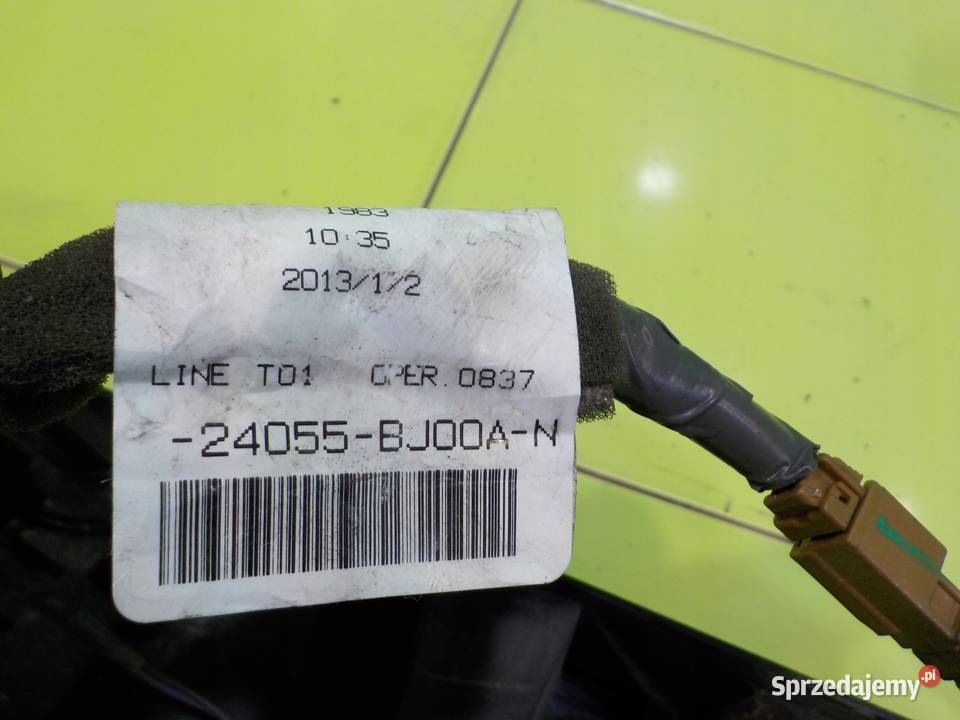 1983
10:35
2013/1/2
LINE T01 OPER.0837
-24055-BJ00A-N
Sprzedajemy.pl